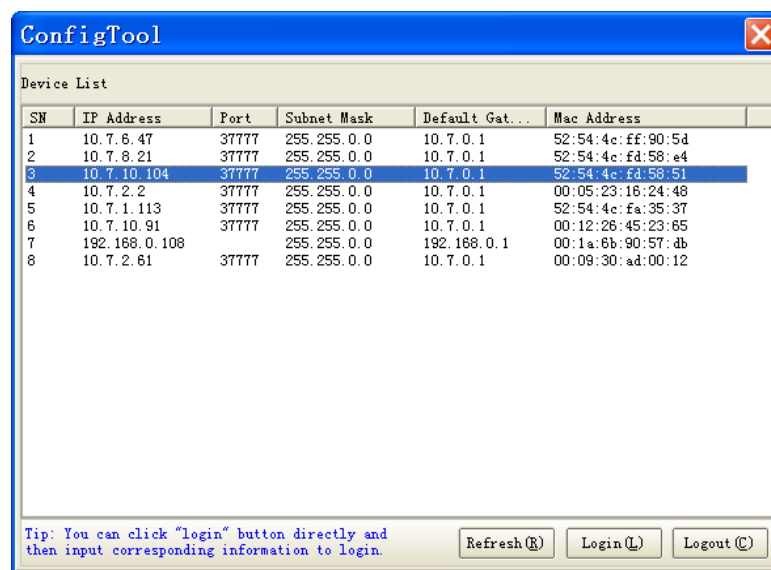 ConfigTool
Device List
SN IP Address Port Subnet Mask Default Gat... Mac Address
1 10.7.6.47 37777 255.255.0.0 10.7.0.1 52:54:4c:ff:90:5d
2 10.7.8.21 37777 255.255.0.0 10.7.0.1 52:54:4c:fd:58:e4
3 10.7.10.104 37777 255.255.0.0 10.7.0.1 52:54:4c:fd:58:51
4 10.7.2.2 37777 255.255.0.0 10.7.0.1 00:05:23:16:24:48
5 10.7.1.113 37777 255.255.0.0 10.7.0.1 52:54:4c:fa:35:37
6 10.7.10.91 37777 255.255.0.0 10.7.0.1 00:12:26:45:23:65
7 192.168.0.108 255.255.0.0 192.168.0.1 00:1a:6b:90:57:db
8 10.7.2.61 37777 255.255.0.0 10.7.0.1 00:09:30:ad:00:12
Tip: You can click "login" button directly and
then input corresponding information to login.
Refresh(R) Login(L) Logout(C)